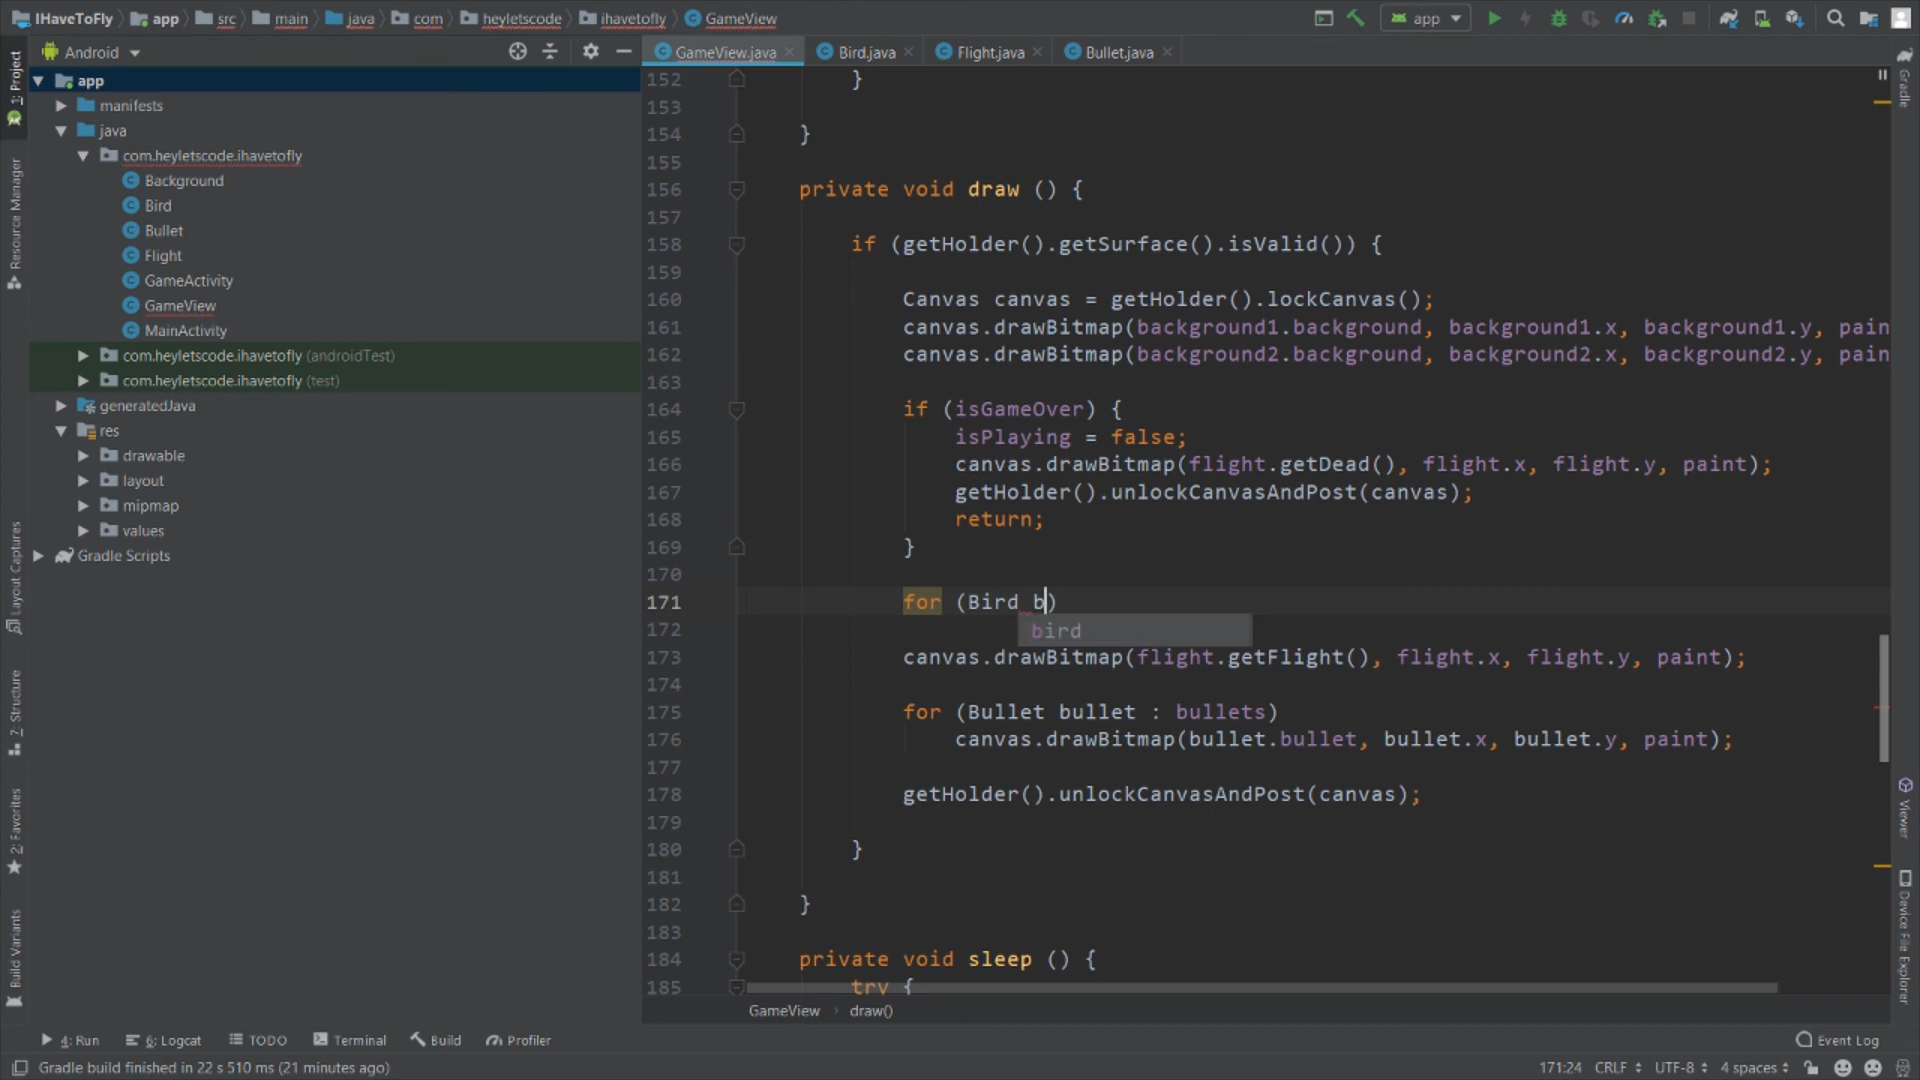 IHaveToFly app src main java com heyletscode ihavetofly GameView
app
Android
GameView.java Bird.java Flight.java Bullet.java
app
manifests
java
com.heyletscode.ihavetofly
Background
Bird
Bullet
Flight
GameActivity
GameView
MainActivity
com.heyletscode.ihavetofly (androidTest)
com.heyletscode.ihavetofly (test)
generatedJava
res
drawable
layout
mipmap
values
Gradle Scripts
1: Project
Resource Manager
Layout Captures
7: Structure
2: Favorites
Build Variants
152 }
153
154 }
155
156 private void draw () {
157
158 if (getHolder().getSurface().isValid()) {
159
160 Canvas canvas = getHolder().lockCanvas();
161 canvas.drawBitmap(background1.background, background1.x, background1.y, pain
162 canvas.drawBitmap(background2.background, background2.x, background2.y, pain
163
164 if (isGameOver) {
165 isPlaying = false;
166 canvas.drawBitmap(flight.getDead(), flight.x, flight.y, paint);
167 getHolder().unlockCanvasAndPost(canvas);
168 return;
169 }
170
171 for (Bird b)
172 bird
173 canvas.drawBitmap(flight.getFlight(), flight.x, flight.y, paint);
174
175 for (Bullet bullet : bullets)
176 canvas.drawBitmap(bullet.bullet, bullet.x, bullet.y, paint);
177
178 getHolder().unlockCanvasAndPost(canvas);
179
180 }
181
182 }
183
184 private void sleep () {
185 try {
GameView › draw()
Gradle
Viewer
Device File Explorer
4: Run 6: Logcat TODO Terminal Build Profiler Event Log
Gradle build finished in 22 s 510 ms (21 minutes ago) 171:24 CRLF UTF-8 4 spaces